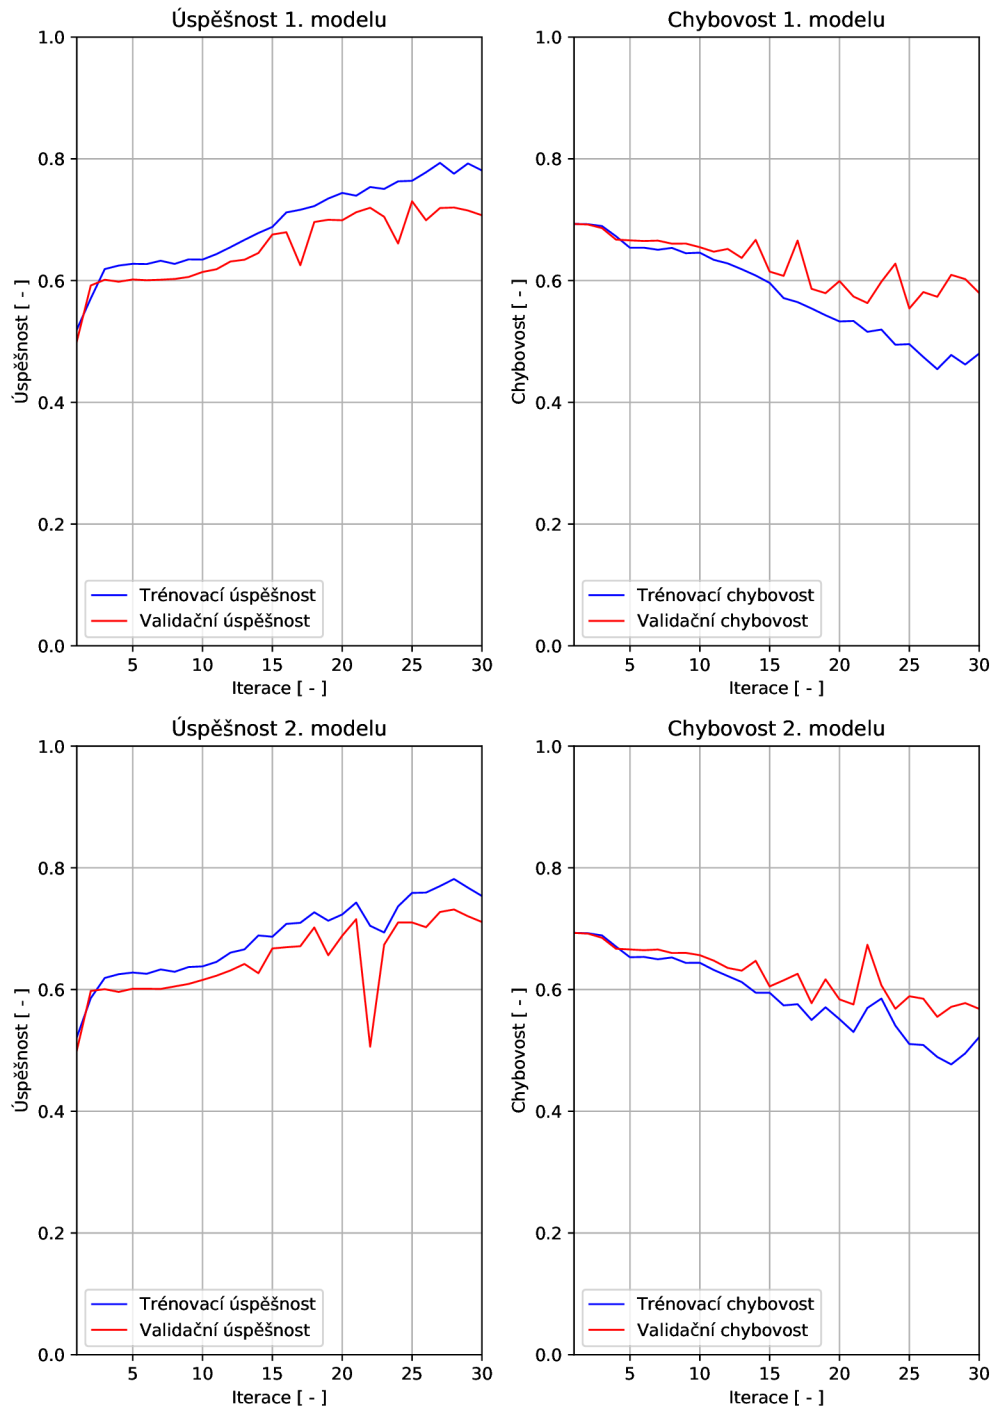 Úspěšnost 1. modelu
1.0
0.8
0.6
0.4
0.2
0.0
Úspěšnost [ - ]
Trénovací úspěšnost
Validační úspěšnost
5 10 15 20 25 30
Iterace [ - ]
Chybovost 1. modelu
1.0
0.8
0.6
0.4
0.2
0.0
Chybovost [ - ]
Trénovací chybovost
Validační chybovost
5 10 15 20 25 30
Iterace [ - ]
Úspěšnost 2. modelu
1.0
0.8
0.6
0.4
0.2
0.0
Úspěšnost [ - ]
Trénovací úspěšnost
Validační úspěšnost
5 10 15 20 25 30
Iterace [ - ]
Chybovost 2. modelu
1.0
0.8
0.6
0.4
0.2
0.0
Chybovost [ - ]
Trénovací chybovost
Validační chybovost
5 10 15 20 25 30
Iterace [ - ]